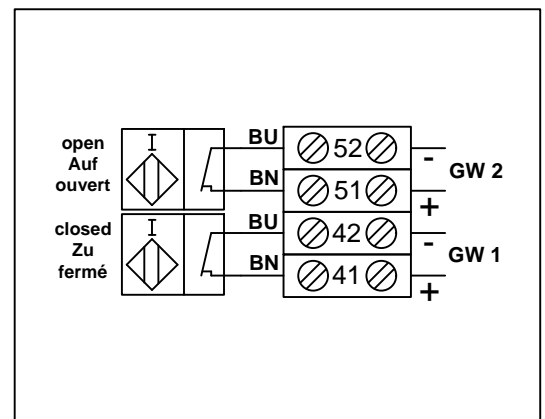 open
Auf
ouvert
I
BU
52
-
GW 2
BN
51
+
closed
Zu
fermé
I
BU
42
-
GW 1
BN
41
+